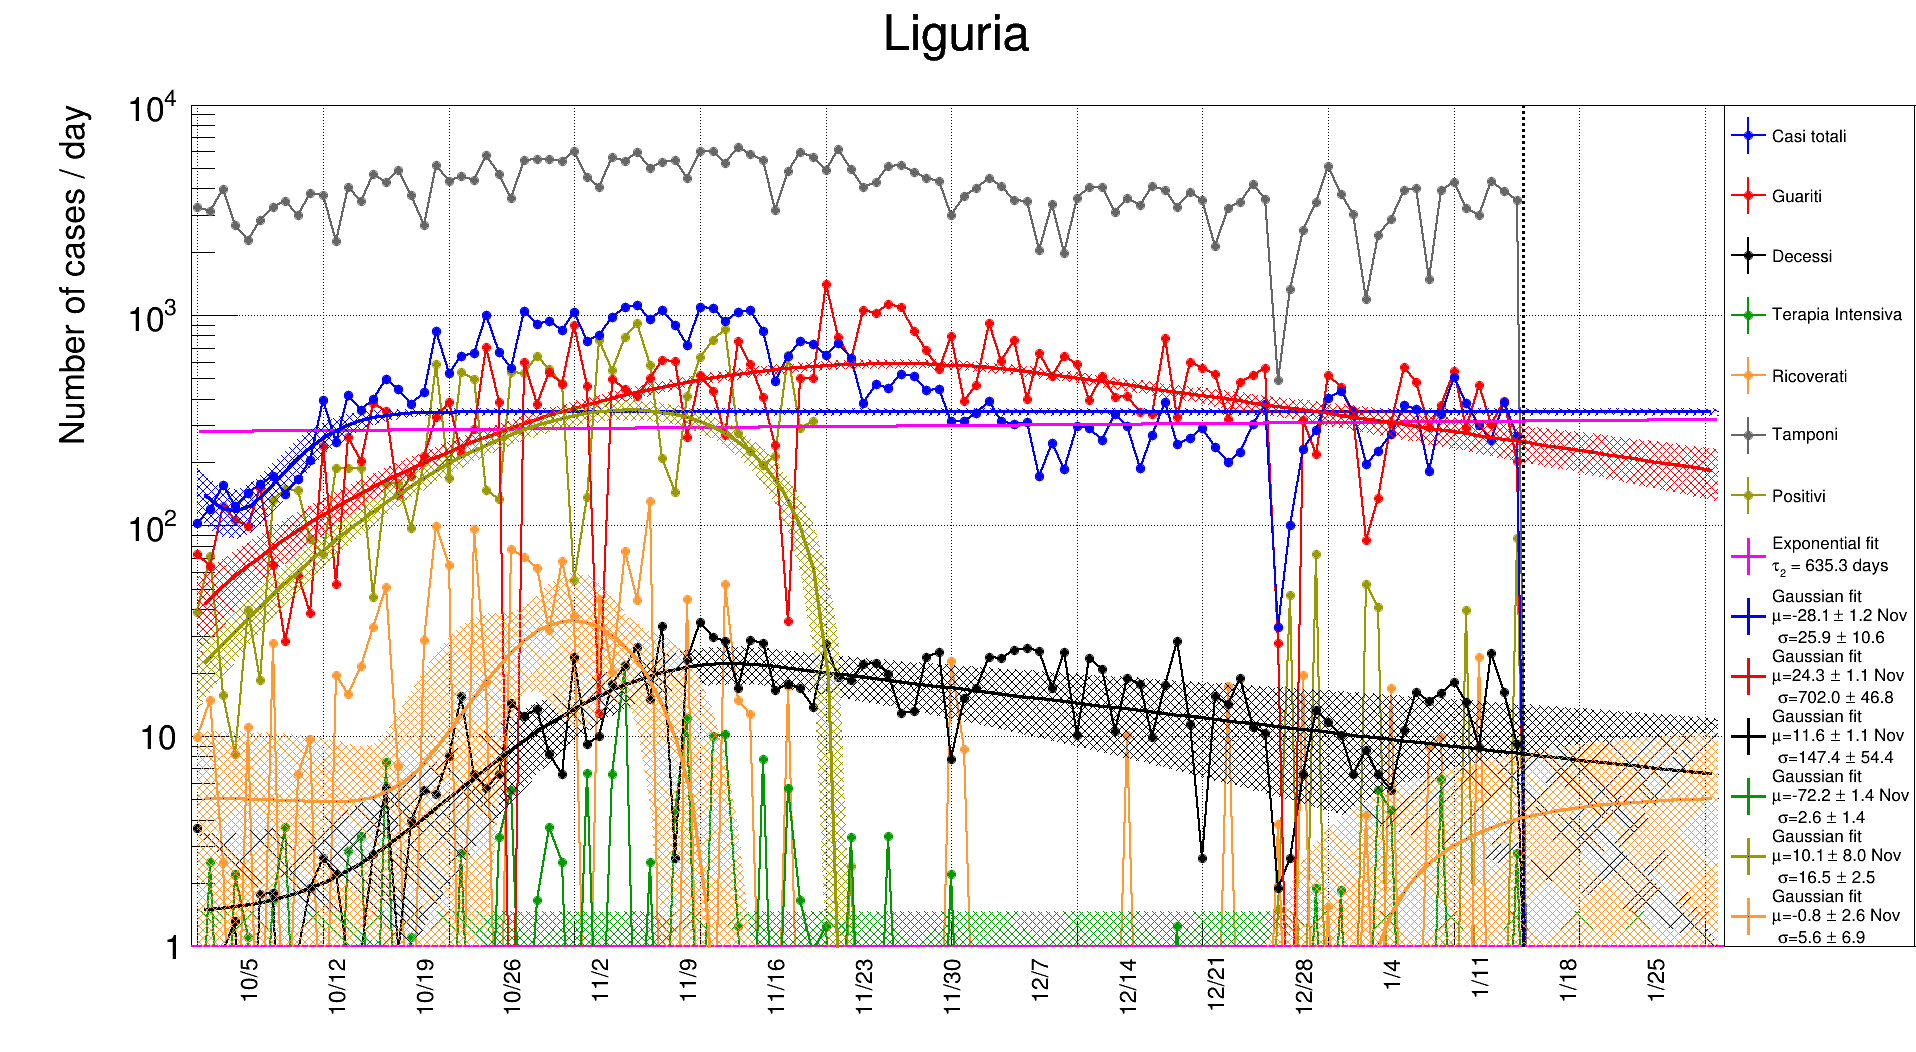 Liguria
Number of cases / day
10^4
10^3
10^2
10
1
10/5
10/12
10/19
10/26
11/2
11/9
11/16
11/23
11/30
12/7
12/14
12/21
12/28
1/4
1/11
1/18
1/25
Casi totali
Guariti
Decessi
Terapia Intensiva
Ricoverati
Tamponi
Positivi
Exponential fit
τ₂ = 635.3 days
Gaussian fit
μ=-28.1 ± 1.2 Nov
σ=25.9 ± 10.6
Gaussian fit
μ=24.3 ± 1.1 Nov
σ=702.0 ± 46.8
Gaussian fit
μ=11.6 ± 1.1 Nov
σ=147.4 ± 54.4
Gaussian fit
μ=-72.2 ± 1.4 Nov
σ=2.6 ± 1.4
Gaussian fit
μ=10.1 ± 8.0 Nov
σ=16.5 ± 2.5
Gaussian fit
μ=-0.8 ± 2.6 Nov
σ=5.6 ± 6.9